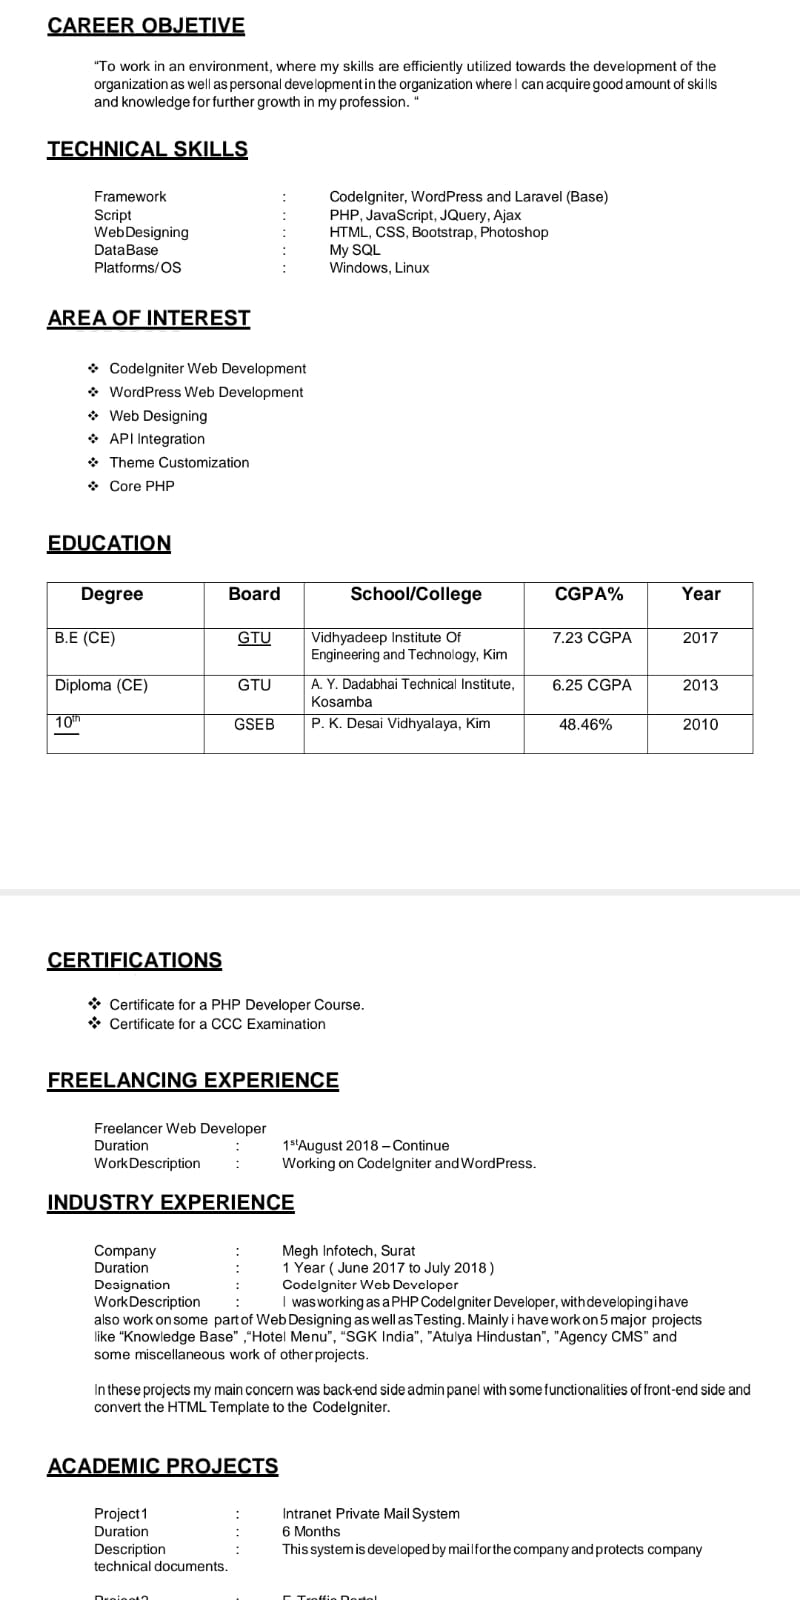 CAREER OBJETIVE
“To work in an environment, where my skills are efficiently utilized towards the development of the
organization as well as personal development in the organization where I can acquire good amount of skills
and knowledge for further growth in my profession. “
TECHNICAL SKILLS
Framework : CodeIgniter, WordPress and Laravel (Base)
Script : PHP, JavaScript, JQuery, Ajax
WebDesigning : HTML, CSS, Bootstrap, Photoshop
DataBase : My SQL
Platforms/OS : Windows, Linux
AREA OF INTEREST
❖ CodeIgniter Web Development
❖ WordPress Web Development
❖ Web Designing
❖ API Integration
❖ Theme Customization
❖ Core PHP
EDUCATION
Degree Board School/College CGPA% Year
B.E (CE) GTU Vidhyadeep Institute Of 7.23 CGPA 2017
Engineering and Technology, Kim
Diploma (CE) GTU A. Y. Dadabhai Technical Institute, 6.25 CGPA 2013
Kosamba
10th GSEB P. K. Desai Vidhyalaya, Kim 48.46% 2010
CERTIFICATIONS
❖ Certificate for a PHP Developer Course.
❖ Certificate for a CCC Examination
FREELANCING EXPERIENCE
Freelancer Web Developer
Duration : 1st August 2018 – Continue
WorkDescription : Working on CodeIgniter and WordPress.
INDUSTRY EXPERIENCE
Company : Megh Infotech, Surat
Duration : 1 Year ( June 2017 to July 2018 )
Designation : CodeIgniter Web Developer
WorkDescription : I was working as a PHP CodeIgniter Developer, with developing i have
also work on some part of Web Designing as well as Testing. Mainly i have work on 5 major projects
like “Knowledge Base” ,“Hotel Menu”, “SGK India”, ”Atulya Hindustan”, ”Agency CMS” and
some miscellaneous work of other projects.
In these projects my main concern was back-end side admin panel with some functionalities of front-end side and
convert the HTML Template to the CodeIgniter.
ACADEMIC PROJECTS
Project1 : Intranet Private Mail System
Duration : 6 Months
Description : This system is developed by mail for the company and protects company
technical documents.
Project2 : E-Traffic Portal